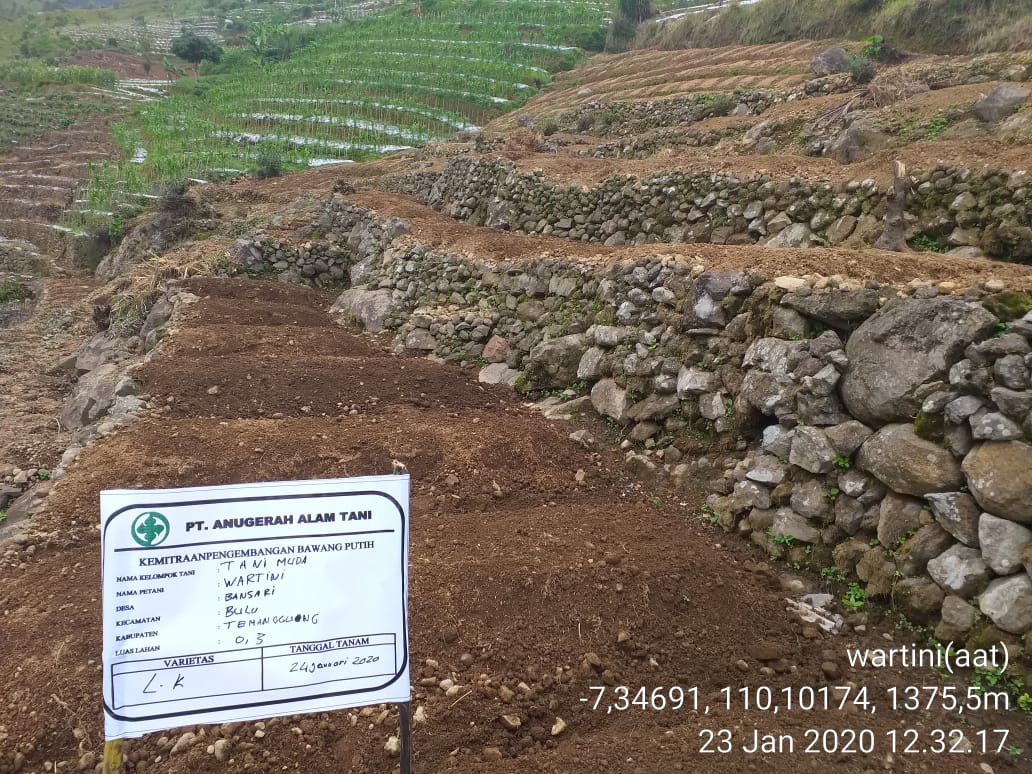 PT. ANUGERAH ALAM TANI
KEMITRAANPENGEMBANGAN BAWANG PUTIH
NAMA KELOMPOK TANI : TANI MUDA
NAMA PETANI : WARTINI
DESA : BANSARI
KECAMATAN : BULU
KABUPATEN : TEMANGGUONG
LUAS LAHAN : 0,3
VARIETAS TANGGAL TANAM
L.K 24 Januari 2020
wartini(aat)
-7,34691, 110,10174, 1375,5m
23 Jan 2020 12.32.17